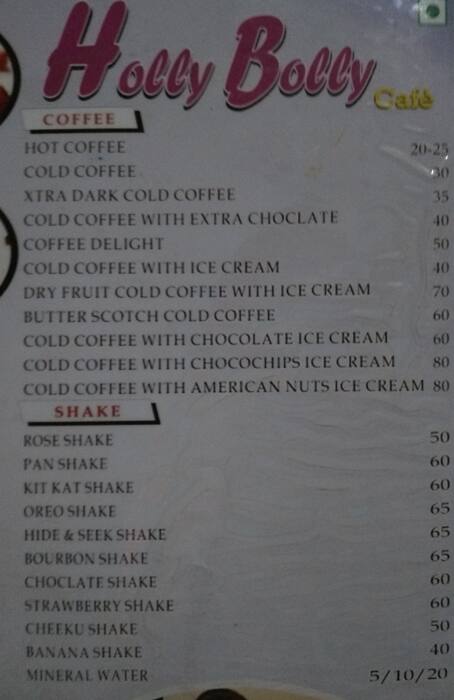 Holly Bolly
Café
COFFEE
HOT COFFEE 20-25
COLD COFFEE 30
XTRA DARK COLD COFFEE 35
COLD COFFEE WITH EXTRA CHOCLATE 40
COFFEE DELIGHT 50
COLD COFFEE WITH ICE CREAM 40
DRY FRUIT COLD COFFEE WITH ICE CREAM 70
BUTTER SCOTCH COLD COFFEE 60
COLD COFFEE WITH CHOCOLATE ICE CREAM 60
COLD COFFEE WITH CHOCOCHIPS ICE CREAM 80
COLD COFFEE WITH AMERICAN NUTS ICE CREAM 80
SHAKE
ROSE SHAKE 50
PAN SHAKE 60
KIT KAT SHAKE 60
OREO SHAKE 65
HIDE & SEEK SHAKE 65
BOURBON SHAKE 65
CHOCLATE SHAKE 60
STRAWBERRY SHAKE 60
CHEEKU SHAKE 50
BANANA SHAKE 40
MINERAL WATER 5/10/20